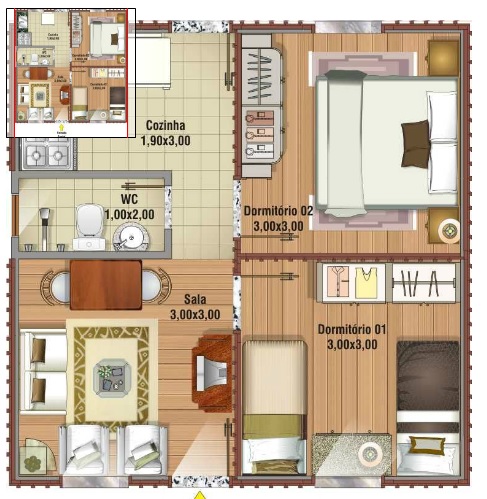 Cozinha
1,90x3,00
WC
1,00x2,00
Dormitório 02
3,00x3,00
Sala
3,00x3,00
Dormitório 01
3,00x3,00